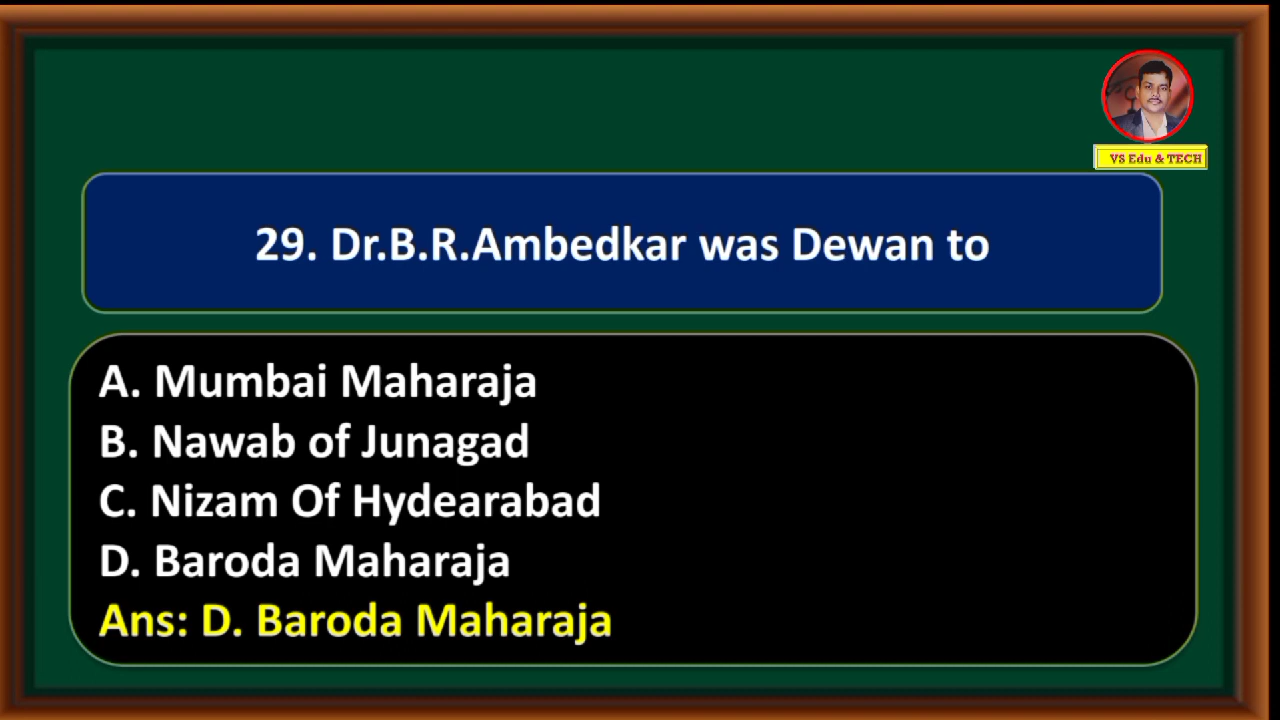 VS Edu & TECH
29. Dr.B.R.Ambedkar was Dewan to
A. Mumbai Maharaja
B. Nawab of Junagad
C. Nizam Of Hydearabad
D. Baroda Maharaja
Ans: D. Baroda Maharaja